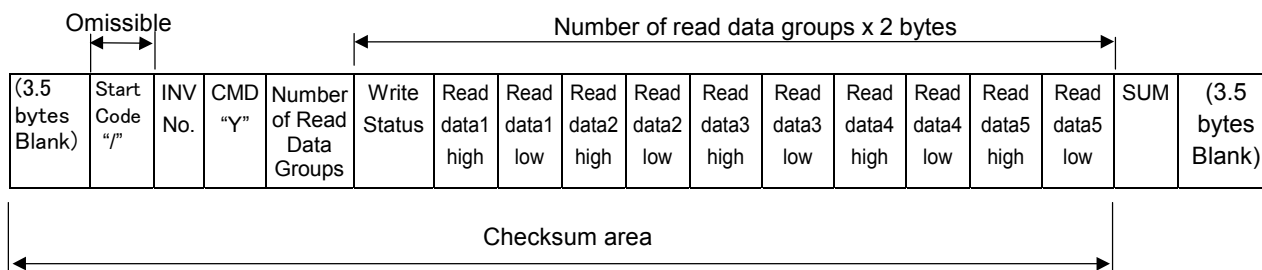 Omissible
Number of read data groups x 2 bytes
(3.5 bytes Blank)
Start Code "/"
INV No.
CMD "Y"
Number of Read Data Groups
Write Status
Read data1 high
Read data1 low
Read data2 high
Read data2 low
Read data3 high
Read data3 low
Read data4 high
Read data4 low
Read data5 high
Read data5 low
SUM
(3.5 bytes Blank)
Checksum area